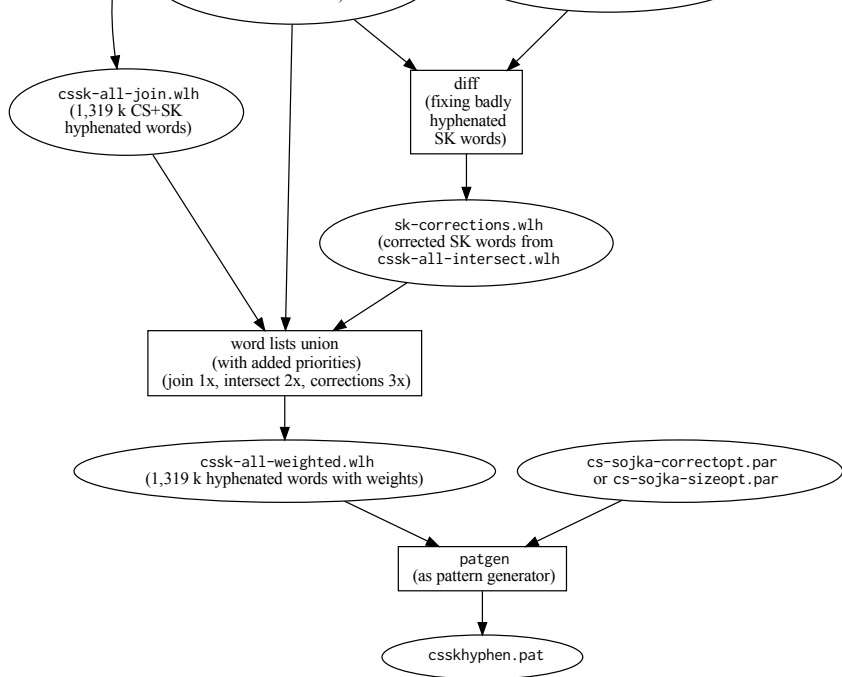 cssk-all-join.wlh
(1,319 k CS+SK
hyphenated words)
diff
(fixing badly
hyphenated
SK words)
sk-corrections.wlh
(corrected SK words from
cssk-all-intersect.wlh
word lists union
(with added priorities)
(join 1x, intersect 2x, corrections 3x)
cssk-all-weighted.wlh
(1,319 k hyphenated words with weights)
cs-sojka-correctopt.par
or cs-sojka-sizeopt.par
patgen
(as pattern generator)
csskhyphen.pat